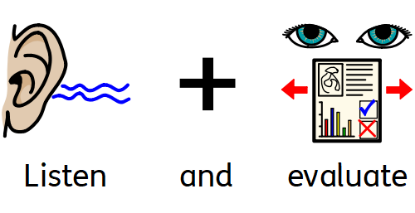 Listen and evaluate